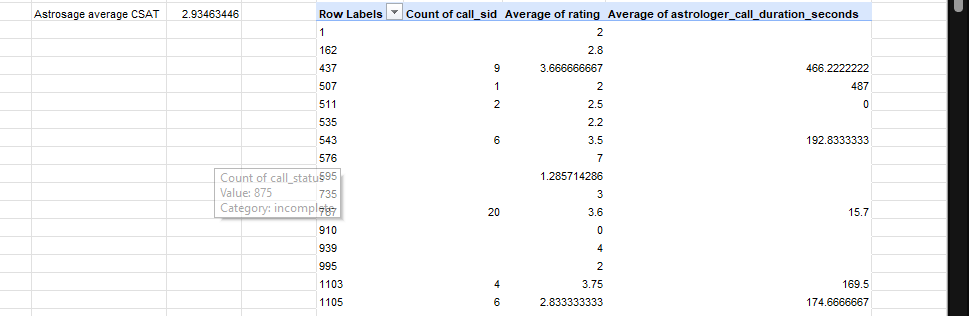 Astrosage average CSAT 2.93463446
Row Labels Count of call_sid Average of rating Average of astrologer_call_duration_seconds
1 2
162 2.8
437 9 3.666666667 466.2222222
507 1 2 487
511 2 2.5 0
535 2.2
543 6 3.5 192.8333333
576 7
Count of call_status
Value: 875
Category: incomplete
595 1.285714286
735 3
787 20 3.6 15.7
910 0
939 4
995 2
1103 4 3.75 169.5
1105 6 2.833333333 174.6666667